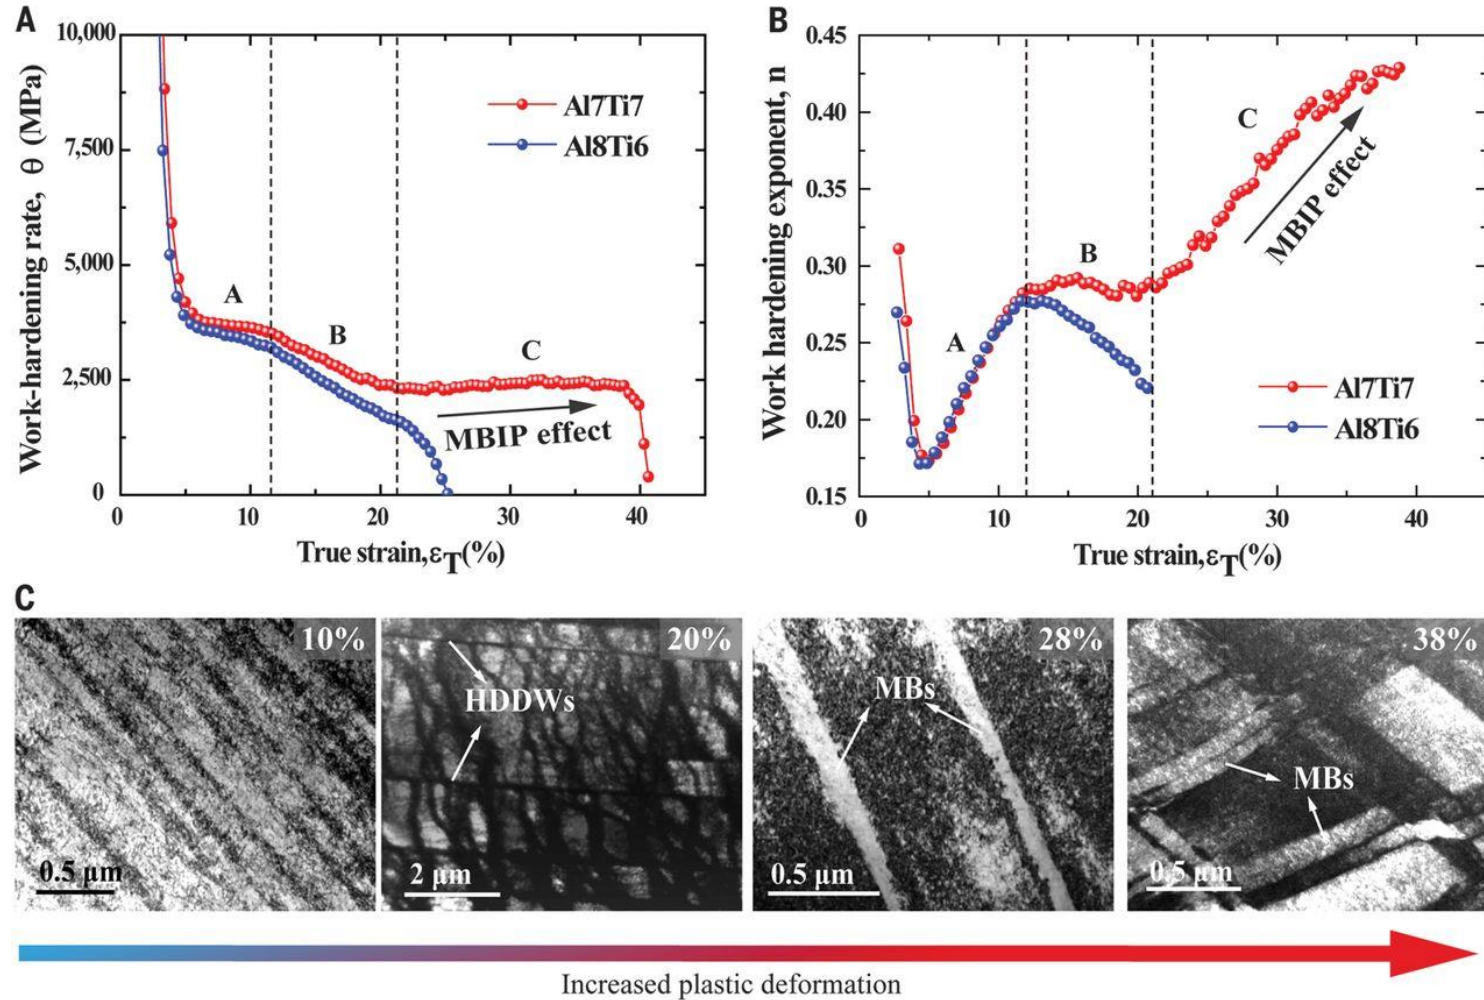 A
10,000
7,500
5,000
2,500
0
Work-hardening rate, θ (MPa)
Al7Ti7
Al8Ti6
A
B
C
MBIP effect
0
10
20
30
40
True strain,εT(%)
B
0.45
0.40
0.35
0.30
0.25
0.20
0.15
Work hardening exponent, n
C
MBIP effect
B
A
Al7Ti7
Al8Ti6
0
10
20
30
40
True strain,εT(%)
C
10%
0.5 μm
20%
HDDWs
2 μm
28%
MBs
0.5 μm
38%
MBs
0.5 μm
Increased plastic deformation